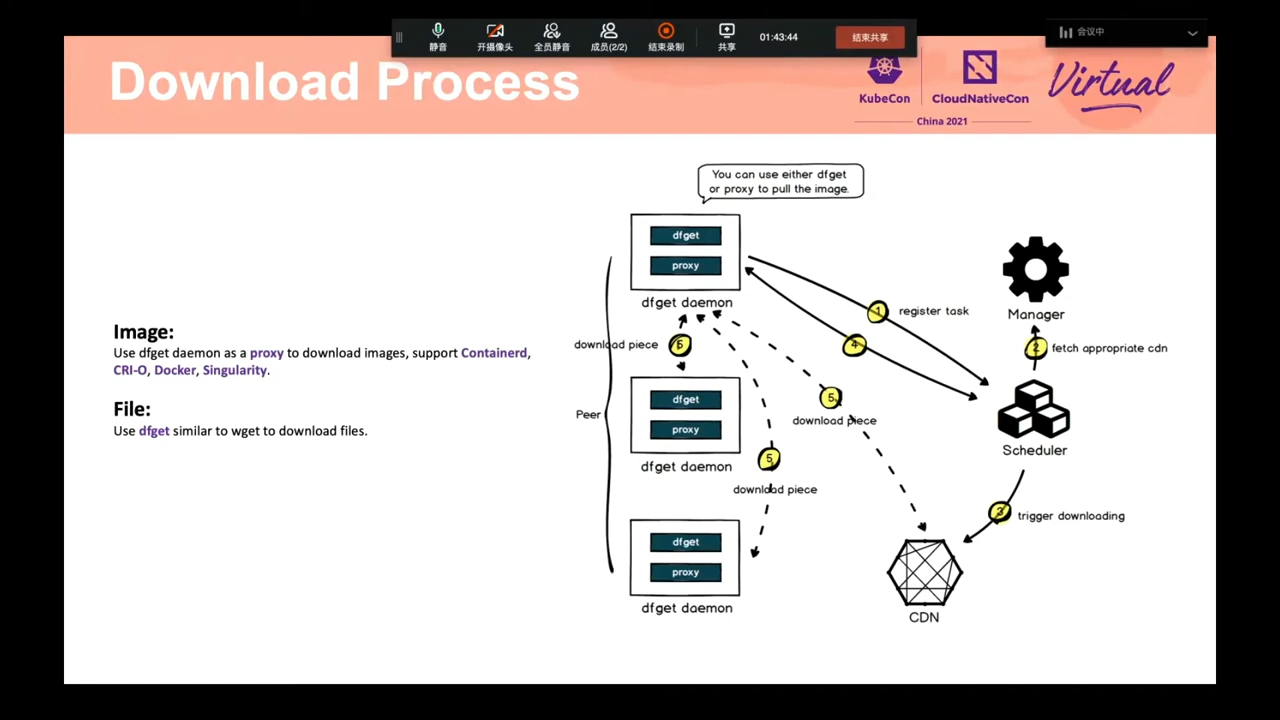 静音
开摄像头
全员静音
成员(2/2)
结束录制
共享
01:43:44
结束共享
会议中
Download Process
KubeCon
CloudNativeCon
China 2021
Virtual
You can use either dfget
or proxy to pull the image.
dfget
proxy
dfget daemon
1
register task
Manager
download piece
5
4
2
fetch appropriate cdn
Image:
Use dfget daemon as a proxy to download images, support Containerd,
CRI-O, Docker, Singularity.
File:
Use dfget similar to wget to download files.
Peer
dfget
proxy
dfget daemon
5
download piece
Scheduler
5
download piece
3
trigger downloading
dfget
proxy
dfget daemon
CDN